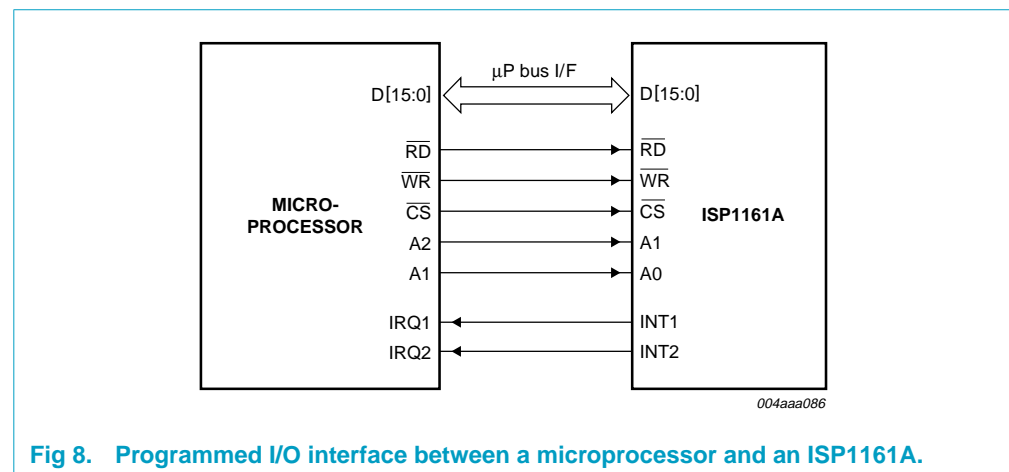 μP bus I/F
D[15:0] D[15:0]
RD RD
WR WR
MICRO-
PROCESSOR
CS CS
ISP1161A
A2 A1
A1 A0
IRQ1 INT1
IRQ2 INT2
004aaa086
Fig 8. Programmed I/O interface between a microprocessor and an ISP1161A.